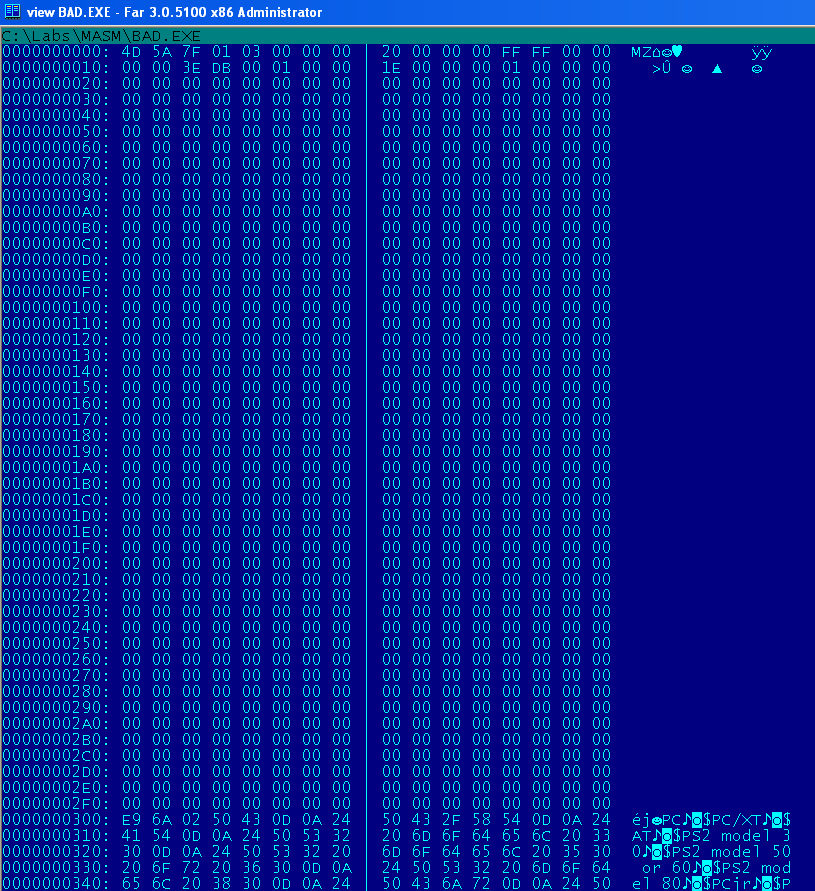 view BAD.EXE - Far 3.0.5100 x86 Administrator
C:\Labs\MASM\BAD.EXE
0000000000: 4D 5A 7F 01 03 00 00 00 │ 20 00 00 00 FF FF 00 00 MZ⌂☺♥ ÿÿ
0000000010: 00 00 3E DB 00 01 00 00 │ 1E 00 00 00 01 00 00 00 >Û ☺ ▲ ☺
0000000020: 00 00 00 00 00 00 00 00 │ 00 00 00 00 00 00 00 00
0000000030: 00 00 00 00 00 00 00 00 │ 00 00 00 00 00 00 00 00
0000000040: 00 00 00 00 00 00 00 00 │ 00 00 00 00 00 00 00 00
0000000050: 00 00 00 00 00 00 00 00 │ 00 00 00 00 00 00 00 00
0000000060: 00 00 00 00 00 00 00 00 │ 00 00 00 00 00 00 00 00
0000000070: 00 00 00 00 00 00 00 00 │ 00 00 00 00 00 00 00 00
0000000080: 00 00 00 00 00 00 00 00 │ 00 00 00 00 00 00 00 00
0000000090: 00 00 00 00 00 00 00 00 │ 00 00 00 00 00 00 00 00
00000000A0: 00 00 00 00 00 00 00 00 │ 00 00 00 00 00 00 00 00
00000000B0: 00 00 00 00 00 00 00 00 │ 00 00 00 00 00 00 00 00
00000000C0: 00 00 00 00 00 00 00 00 │ 00 00 00 00 00 00 00 00
00000000D0: 00 00 00 00 00 00 00 00 │ 00 00 00 00 00 00 00 00
00000000E0: 00 00 00 00 00 00 00 00 │ 00 00 00 00 00 00 00 00
00000000F0: 00 00 00 00 00 00 00 00 │ 00 00 00 00 00 00 00 00
0000000100: 00 00 00 00 00 00 00 00 │ 00 00 00 00 00 00 00 00
0000000110: 00 00 00 00 00 00 00 00 │ 00 00 00 00 00 00 00 00
0000000120: 00 00 00 00 00 00 00 00 │ 00 00 00 00 00 00 00 00
0000000130: 00 00 00 00 00 00 00 00 │ 00 00 00 00 00 00 00 00
0000000140: 00 00 00 00 00 00 00 00 │ 00 00 00 00 00 00 00 00
0000000150: 00 00 00 00 00 00 00 00 │ 00 00 00 00 00 00 00 00
0000000160: 00 00 00 00 00 00 00 00 │ 00 00 00 00 00 00 00 00
0000000170: 00 00 00 00 00 00 00 00 │ 00 00 00 00 00 00 00 00
0000000180: 00 00 00 00 00 00 00 00 │ 00 00 00 00 00 00 00 00
0000000190: 00 00 00 00 00 00 00 00 │ 00 00 00 00 00 00 00 00
00000001A0: 00 00 00 00 00 00 00 00 │ 00 00 00 00 00 00 00 00
00000001B0: 00 00 00 00 00 00 00 00 │ 00 00 00 00 00 00 00 00
00000001C0: 00 00 00 00 00 00 00 00 │ 00 00 00 00 00 00 00 00
00000001D0: 00 00 00 00 00 00 00 00 │ 00 00 00 00 00 00 00 00
00000001E0: 00 00 00 00 00 00 00 00 │ 00 00 00 00 00 00 00 00
00000001F0: 00 00 00 00 00 00 00 00 │ 00 00 00 00 00 00 00 00
0000000200: 00 00 00 00 00 00 00 00 │ 00 00 00 00 00 00 00 00
0000000210: 00 00 00 00 00 00 00 00 │ 00 00 00 00 00 00 00 00
0000000220: 00 00 00 00 00 00 00 00 │ 00 00 00 00 00 00 00 00
0000000230: 00 00 00 00 00 00 00 00 │ 00 00 00 00 00 00 00 00
0000000240: 00 00 00 00 00 00 00 00 │ 00 00 00 00 00 00 00 00
0000000250: 00 00 00 00 00 00 00 00 │ 00 00 00 00 00 00 00 00
0000000260: 00 00 00 00 00 00 00 00 │ 00 00 00 00 00 00 00 00
0000000270: 00 00 00 00 00 00 00 00 │ 00 00 00 00 00 00 00 00
0000000280: 00 00 00 00 00 00 00 00 │ 00 00 00 00 00 00 00 00
0000000290: 00 00 00 00 00 00 00 00 │ 00 00 00 00 00 00 00 00
00000002A0: 00 00 00 00 00 00 00 00 │ 00 00 00 00 00 00 00 00
00000002B0: 00 00 00 00 00 00 00 00 │ 00 00 00 00 00 00 00 00
00000002C0: 00 00 00 00 00 00 00 00 │ 00 00 00 00 00 00 00 00
00000002D0: 00 00 00 00 00 00 00 00 │ 00 00 00 00 00 00 00 00
00000002E0: 00 00 00 00 00 00 00 00 │ 00 00 00 00 00 00 00 00
00000002F0: 00 00 00 00 00 00 00 00 │ 00 00 00 00 00 00 00 00
0000000300: E9 6A 02 50 43 0D 0A 24 │ 50 43 2F 58 54 0D 0A 24 éj☻PC♪◙$PC/XT♪◙$
0000000310: 41 54 0D 0A 24 50 53 32 │ 20 6D 6F 64 65 6C 20 33 AT♪◙$PS2 model 3
0000000320: 30 0D 0A 24 50 53 32 20 │ 6D 6F 64 65 6C 20 35 30 0♪◙$PS2 model 50
0000000330: 20 6F 72 20 36 30 0D 0A │ 24 50 53 32 20 6D 6F 64 or 60♪◙$PS2 mod
0000000340: 65 6C 20 38 30 0D 0A 24 │ 50 43 6A 72 0D 0A 24 50 el 80♪◙$PCjr♪◙$P